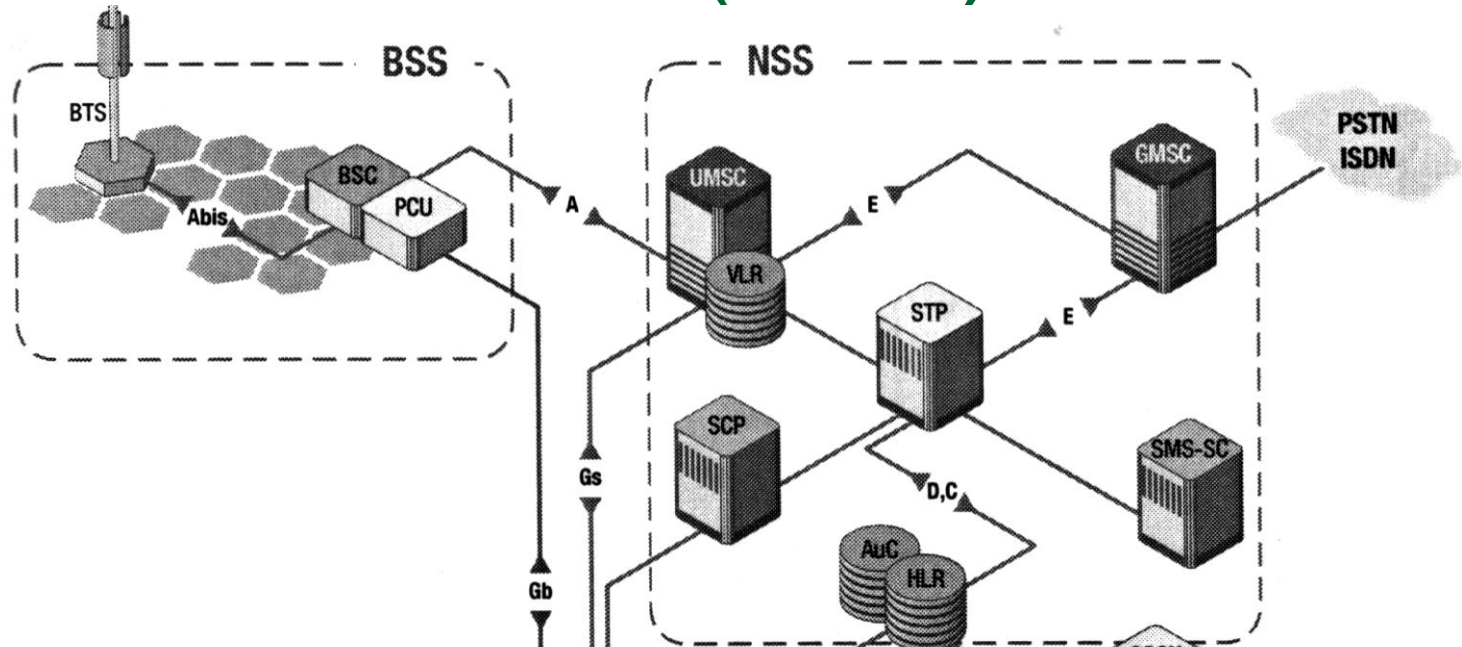 BSS
NSS
BTS
PSTN
ISDN
GMSC
BSC
UMSC
PCU
A
E
Abis
VLR
STP
E
SCP
SMS-SC
Gs
D,C
AuC
HLR
Gb